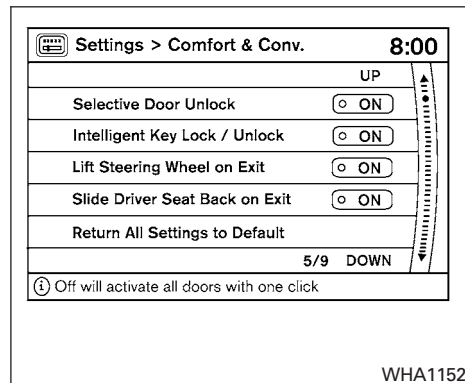 Settings > Comfort & Conv. 8:00
UP
Selective Door Unlock ON
Intelligent Key Lock / Unlock ON
Lift Steering Wheel on Exit ON
Slide Driver Seat Back on Exit ON
Return All Settings to Default
5/9 DOWN
i Off will activate all doors with one click
WHA1152